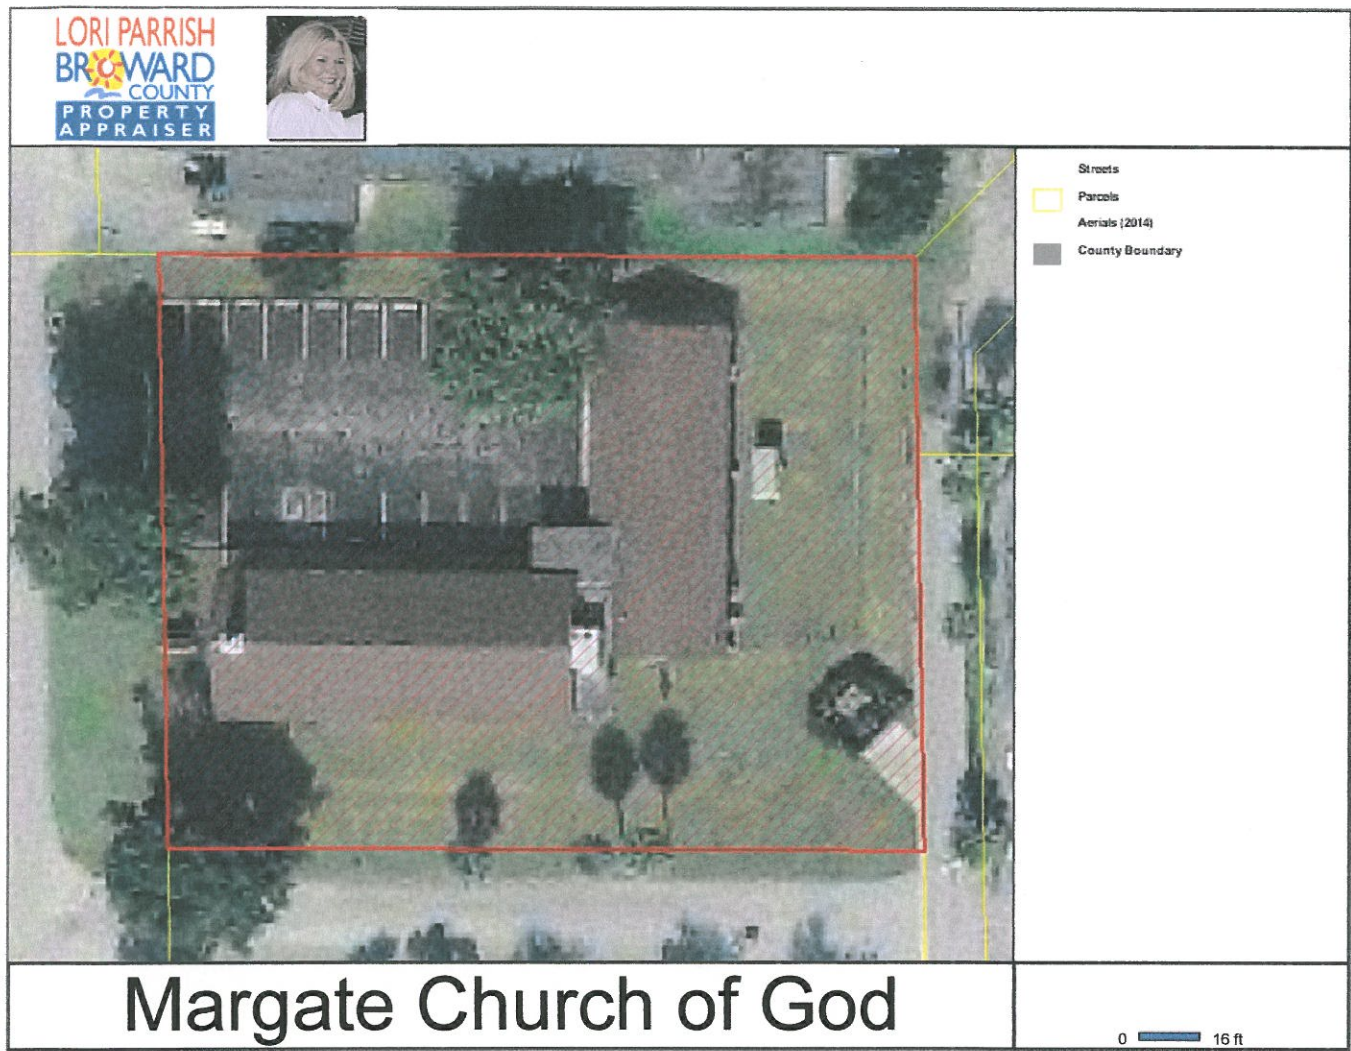 LORI PARRISH
BROWARD
COUNTY
PROPERTY
APPRAISER
Streets
Parcels
Aerials (2014)
County Boundary
Margate Church of God
0 16 ft